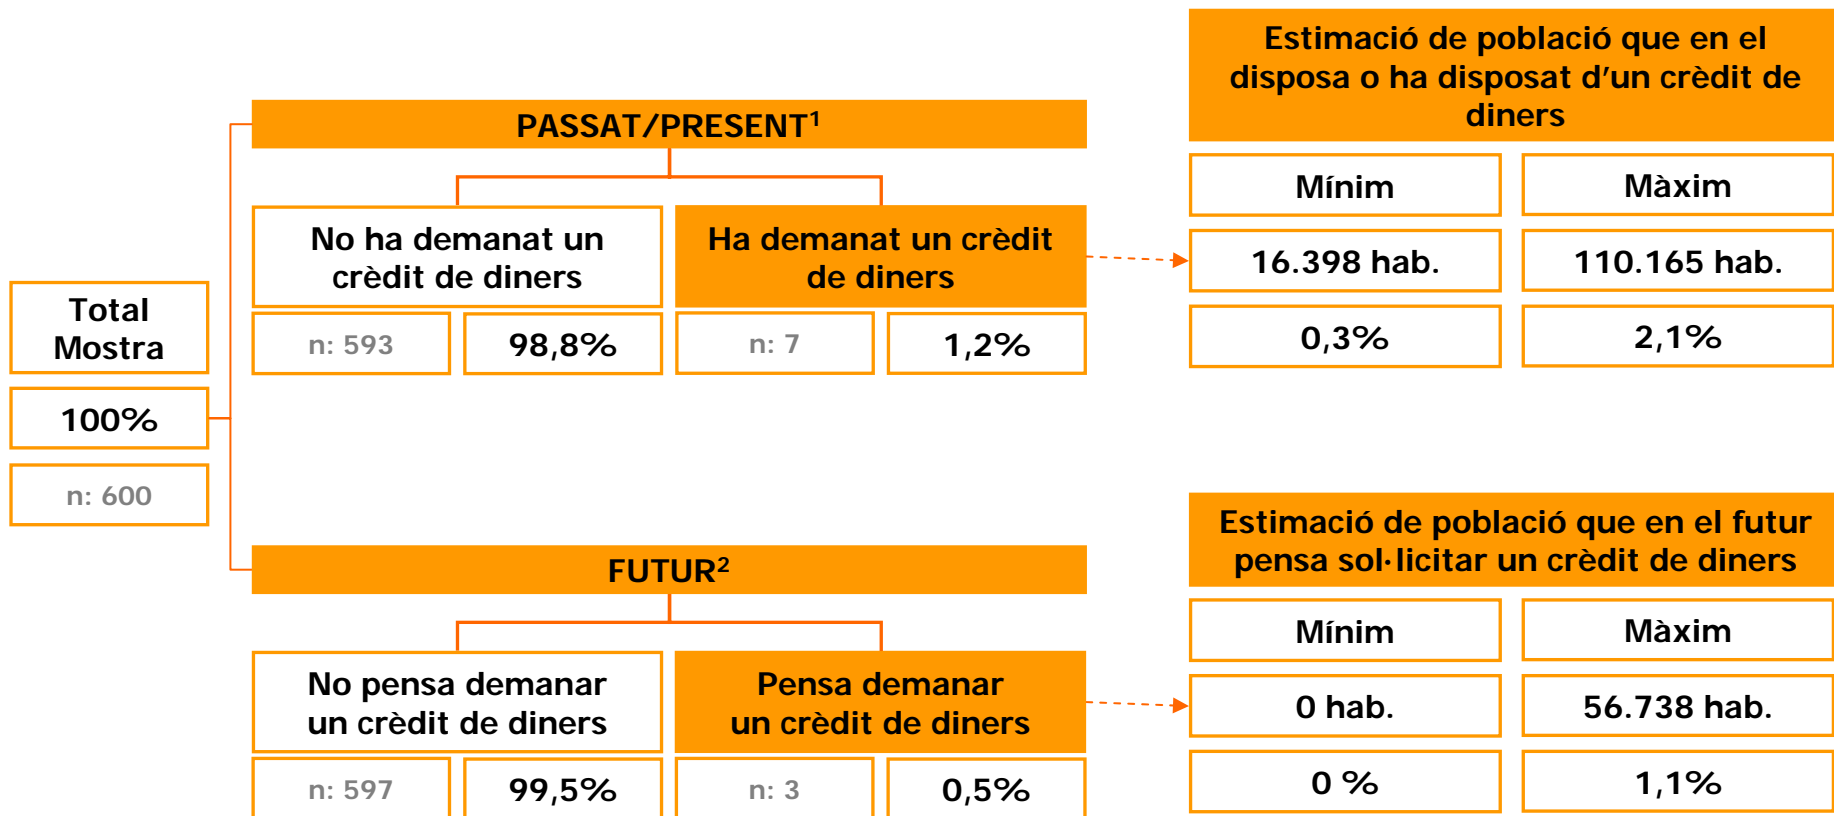 Total
Mostra
100%
n: 600
PASSAT/PRESENT¹
No ha demanat un
crèdit de diners
n: 593
98,8%
Ha demanat un crèdit
de diners
n: 7
1,2%
Estimació de població que en el
disposa o ha disposat d’un crèdit de
diners
Mínim
Màxim
16.398 hab.
110.165 hab.
0,3%
2,1%
FUTUR²
No pensa demanar
un crèdit de diners
n: 597
99,5%
Pensa demanar
un crèdit de diners
n: 3
0,5%
Estimació de població que en el futur
pensa sol·licitar un crèdit de diners
Mínim
Màxim
0 hab.
56.738 hab.
0 %
1,1%